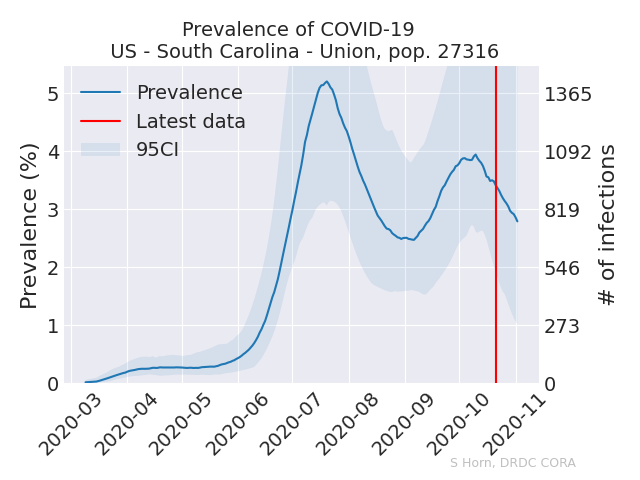 Prevalence of COVID-19
US - South Carolina - Union, pop. 27316
Prevalence
Latest data
95CI
Prevalence (%)
5
4
3
2
1
0
1365
1092
819
546
273
0
# of infections
2020-03
2020-04
2020-05
2020-06
2020-07
2020-08
2020-09
2020-10
2020-11
S Horn, DRDC CORA